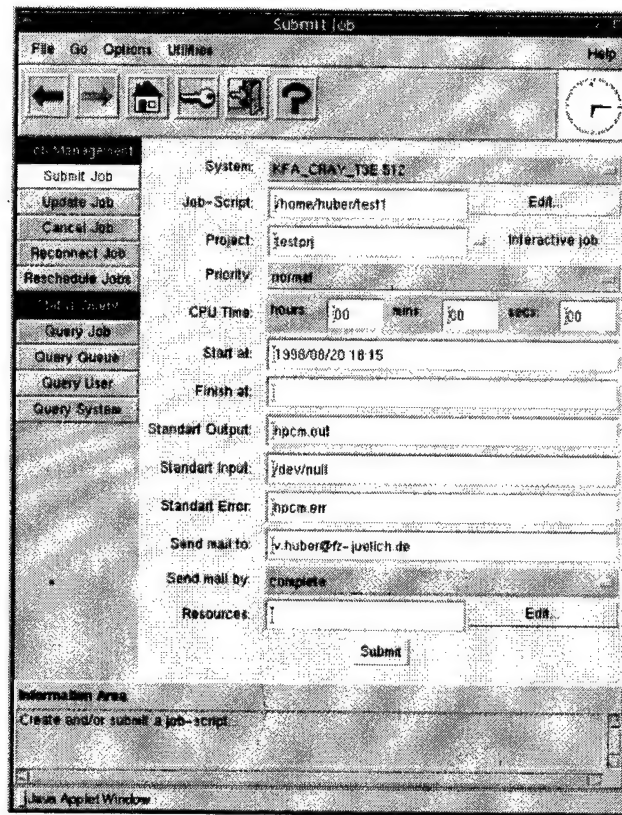 Submit Job
File Go Options Utilities Help
Job Management
Submit Job
Update Job
Cancel Job
Reconnect Job
Reschedule Jobs
Status Query
Query Job
Query Queue
Query User
Query System
System: KFA_CRAY_T3E 512
Job-Script: /home/huber/test1 Edit...
Project: testprj Interactive job
Priority: normal
CPU Time: hours: 00 mins: 00 secs: 00
Start at: 1998/08/20 18:15
Finish at:
Standart Output: hpcm.out
Standart Input: /dev/null
Standart Error: hpcm.err
Send mail to: v.huber@fz-juelich.de
Send mail by: complete
Resources: Edit...
Submit
Information Area
Create and/or submit a job-script.
Java Applet Window